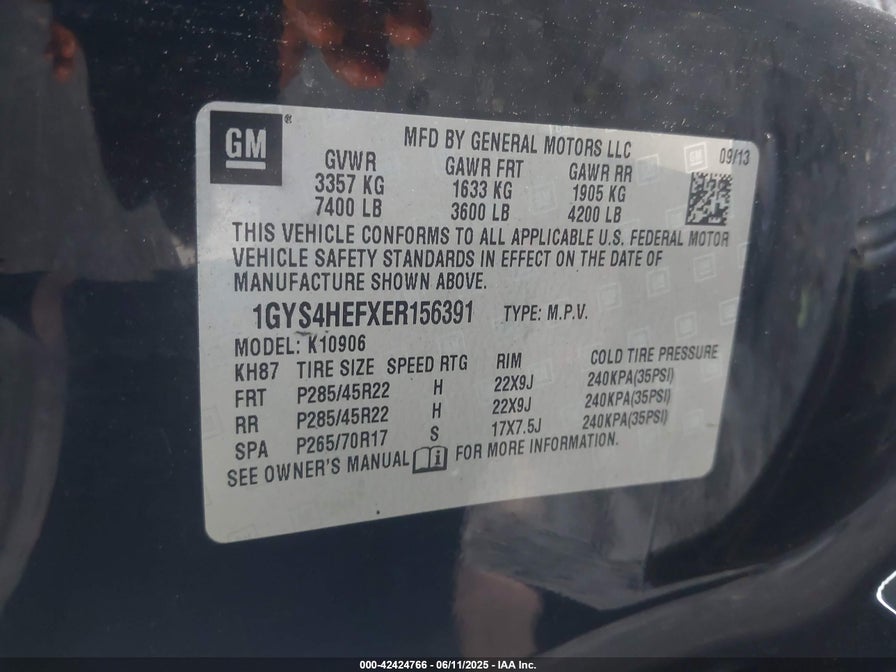 GM®
MFD BY GENERAL MOTORS LLC
09/13
GVWR GAWR FRT GAWR RR
3357 KG 1633 KG 1905 KG
7400 LB 3600 LB 4200 LB
THIS VEHICLE CONFORMS TO ALL APPLICABLE U.S. FEDERAL MOTOR
VEHICLE SAFETY STANDARDS IN EFFECT ON THE DATE OF
MANUFACTURE SHOWN ABOVE.
1GYS4HEFXER156391 TYPE: M.P.V.
MODEL: K10906
KH87 TIRE SIZE SPEED RTG RIM COLD TIRE PRESSURE
FRT P285/45R22 H 22X9J 240KPA(35PSI)
RR P285/45R22 H 22X9J 240KPA(35PSI)
SPA P265/70R17 S 17X7.5J 240KPA(35PSI)
SEE OWNER'S MANUAL i FOR MORE INFORMATION.
000-42424766 - 06/11/2025 - IAA Inc.